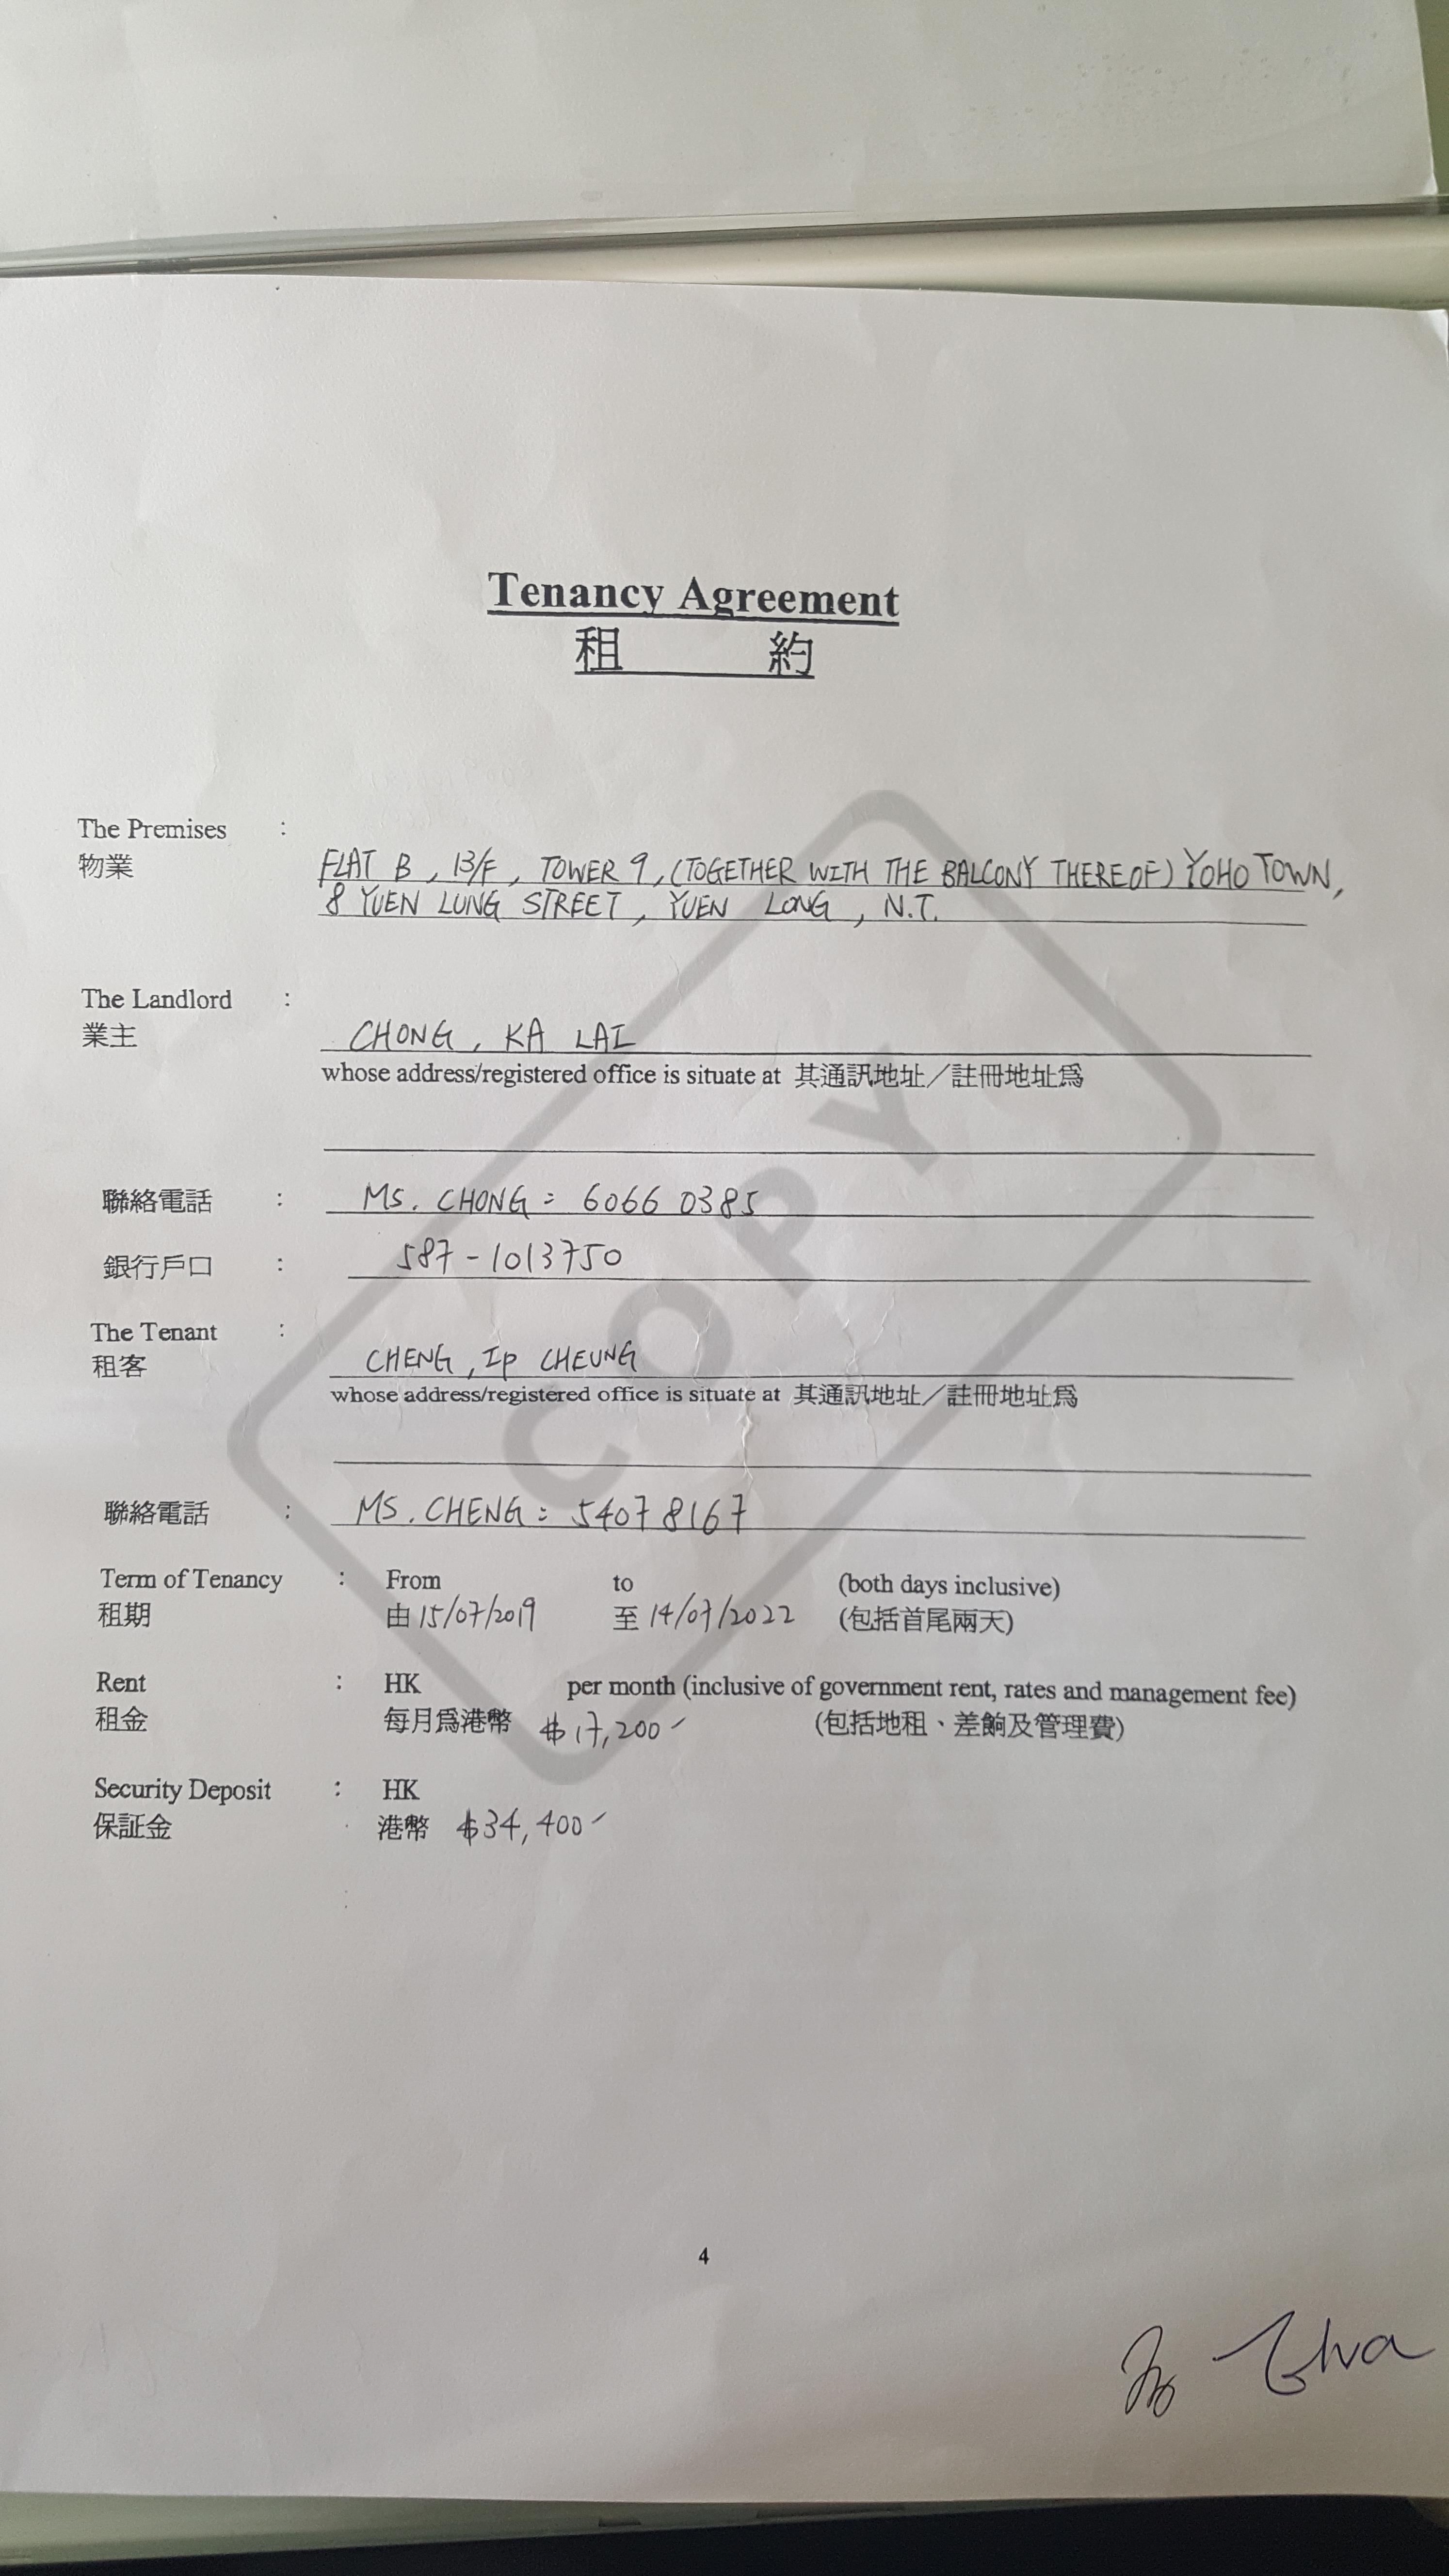 Tenancy Agreement
租 約
The Premises :
物業 FLAT B, 13/F, TOWER 9, (TOGETHER WITH THE BALCONY THEREOF) YOHO TOWN,
8 YUEN LUNG STREET, YUEN LONG, N.T.
The Landlord :
業主 CHONG, KA LAI
whose address/registered office is situate at 其通訊地址／註冊地址爲
聯絡電話 : MS. CHONG : 6066 0385
銀行戶口 : 587-1013750
The Tenant :
租客 CHENG, IP CHEUNG
whose address/registered office is situate at 其通訊地址／註冊地址爲
聯絡電話 : MS. CHENG : 5407 8167
Term of Tenancy : From to (both days inclusive)
租期 由 15/07/2019 至 14/07/2022 (包括首尾兩天)
Rent : HK per month (inclusive of government rent, rates and management fee)
租金 每月爲港幣 $17,200 (包括地租、差餉及管理費)
Security Deposit : HK
保証金 港幣 $34,400
COPY
4